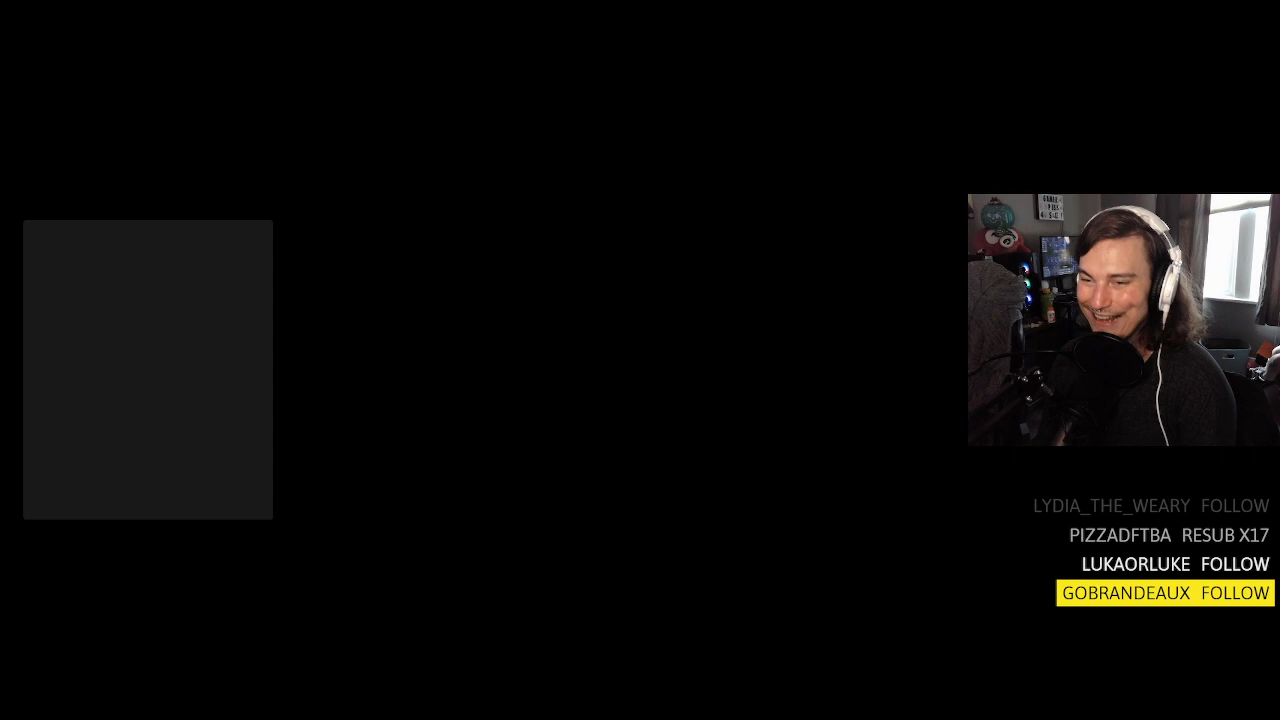 LYDIA_THE_WEARY FOLLOW
PIZZADFTBA RESUB X17
LUKAORLUKE FOLLOW
GOBRANDEAUX FOLLOW